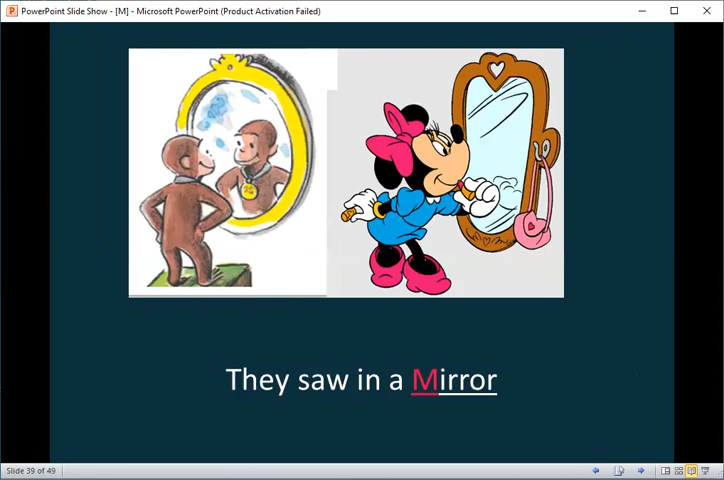 PowerPoint Slide Show - [M] - Microsoft PowerPoint (Product Activation Failed)
They saw in a Mirror
Slide 39 of 49